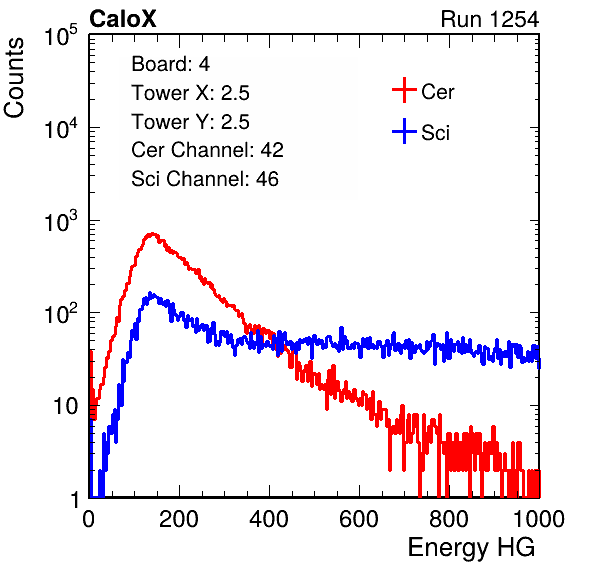 CaloX Run 1254
Counts
10^5
10^4
10^3
10^2
10
1
Board: 4
Tower X: 2.5
Tower Y: 2.5
Cer Channel: 42
Sci Channel: 46
Cer
Sci
0 200 400 600 800 1000
Energy HG